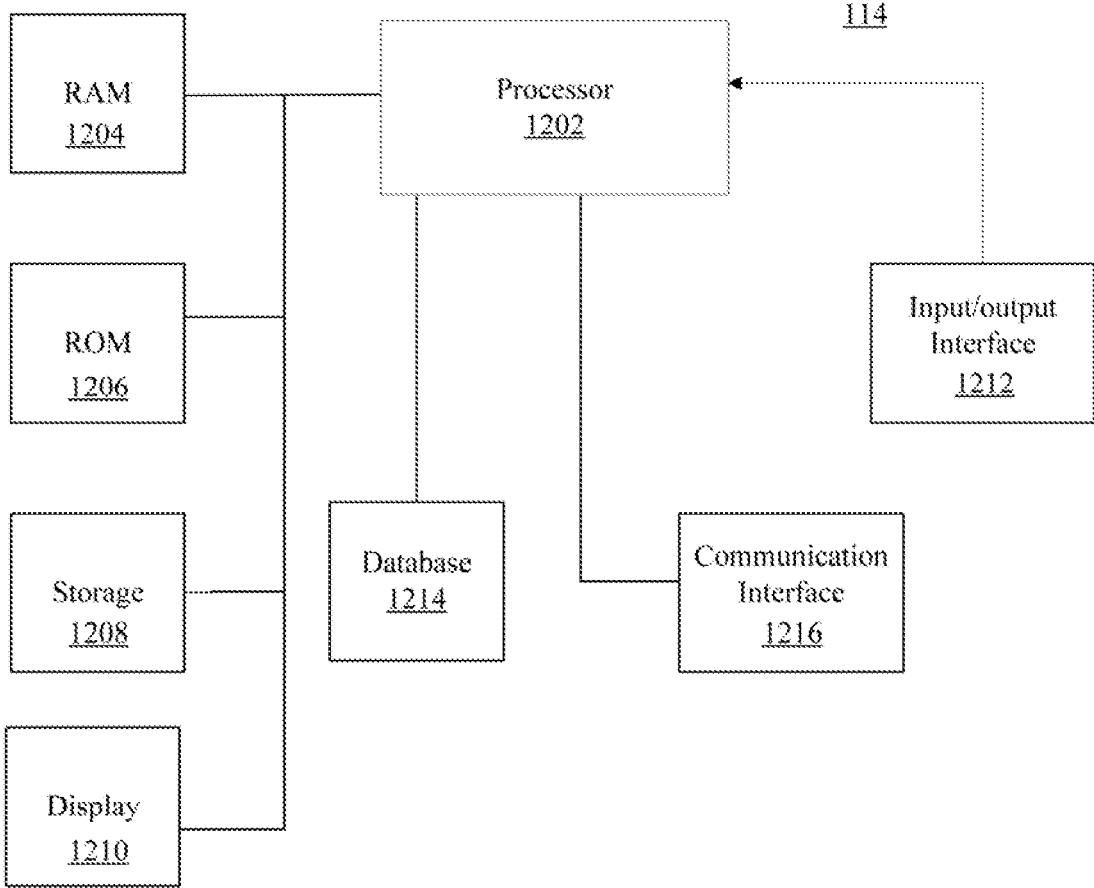 114
RAM
1204
Processor
1202
ROM
1206
Input/output
Interface
1212
Storage
1208
Database
1214
Communication
Interface
1216
Display
1210